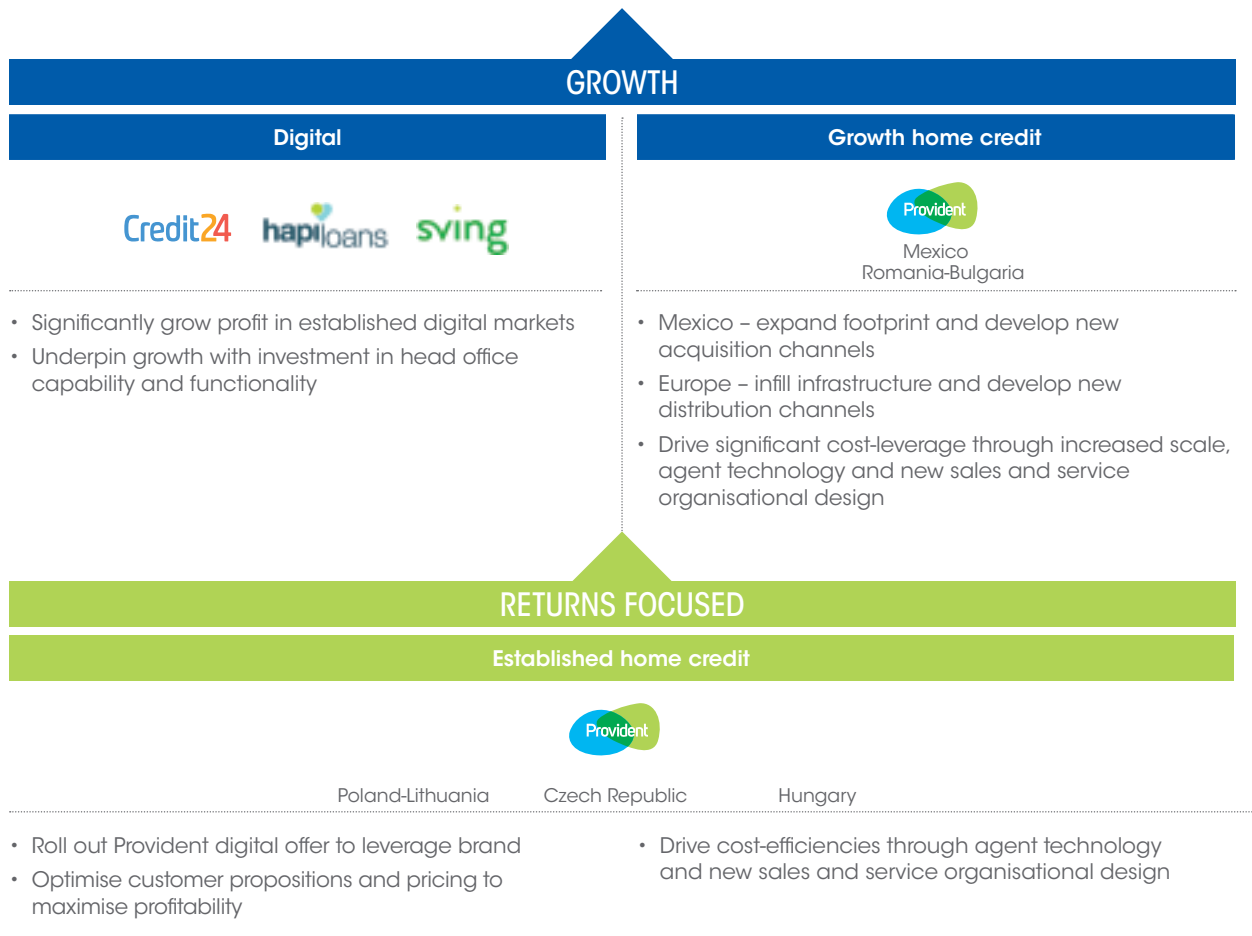 GROWTH
Digital
Credit24 hapiloans sving
• Significantly grow profit in established digital markets
• Underpin growth with investment in head office
capability and functionality
Growth home credit
Provident
Mexico
Romania-Bulgaria
• Mexico – expand footprint and develop new
acquisition channels
• Europe – infill infrastructure and develop new
distribution channels
• Drive significant cost-leverage through increased scale,
agent technology and new sales and service
organisational design
RETURNS FOCUSED
Established home credit
Provident
Poland-Lithuania Czech Republic Hungary
• Roll out Provident digital offer to leverage brand
• Optimise customer propositions and pricing to
maximise profitability
• Drive cost-efficiencies through agent technology
and new sales and service organisational design